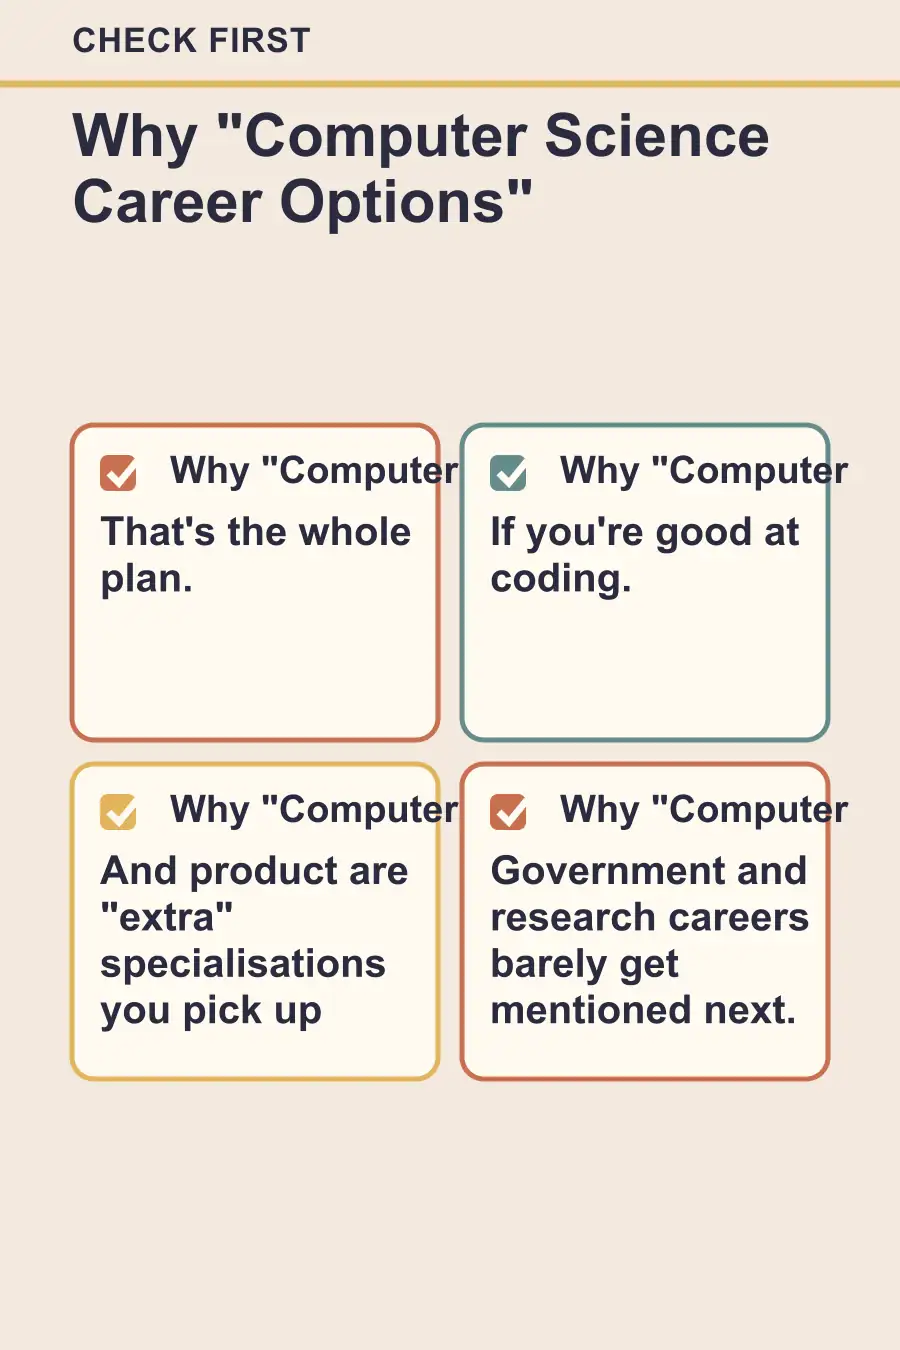 CHECK FIRST
Why "Computer Science
Career Options"
Why "Computer
That's the whole
plan.
Why "Computer
If you're good at
coding.
Why "Computer
And product are
"extra"
specialisations
you pick up
Why "Computer
Government and
research careers
barely get
mentioned next.